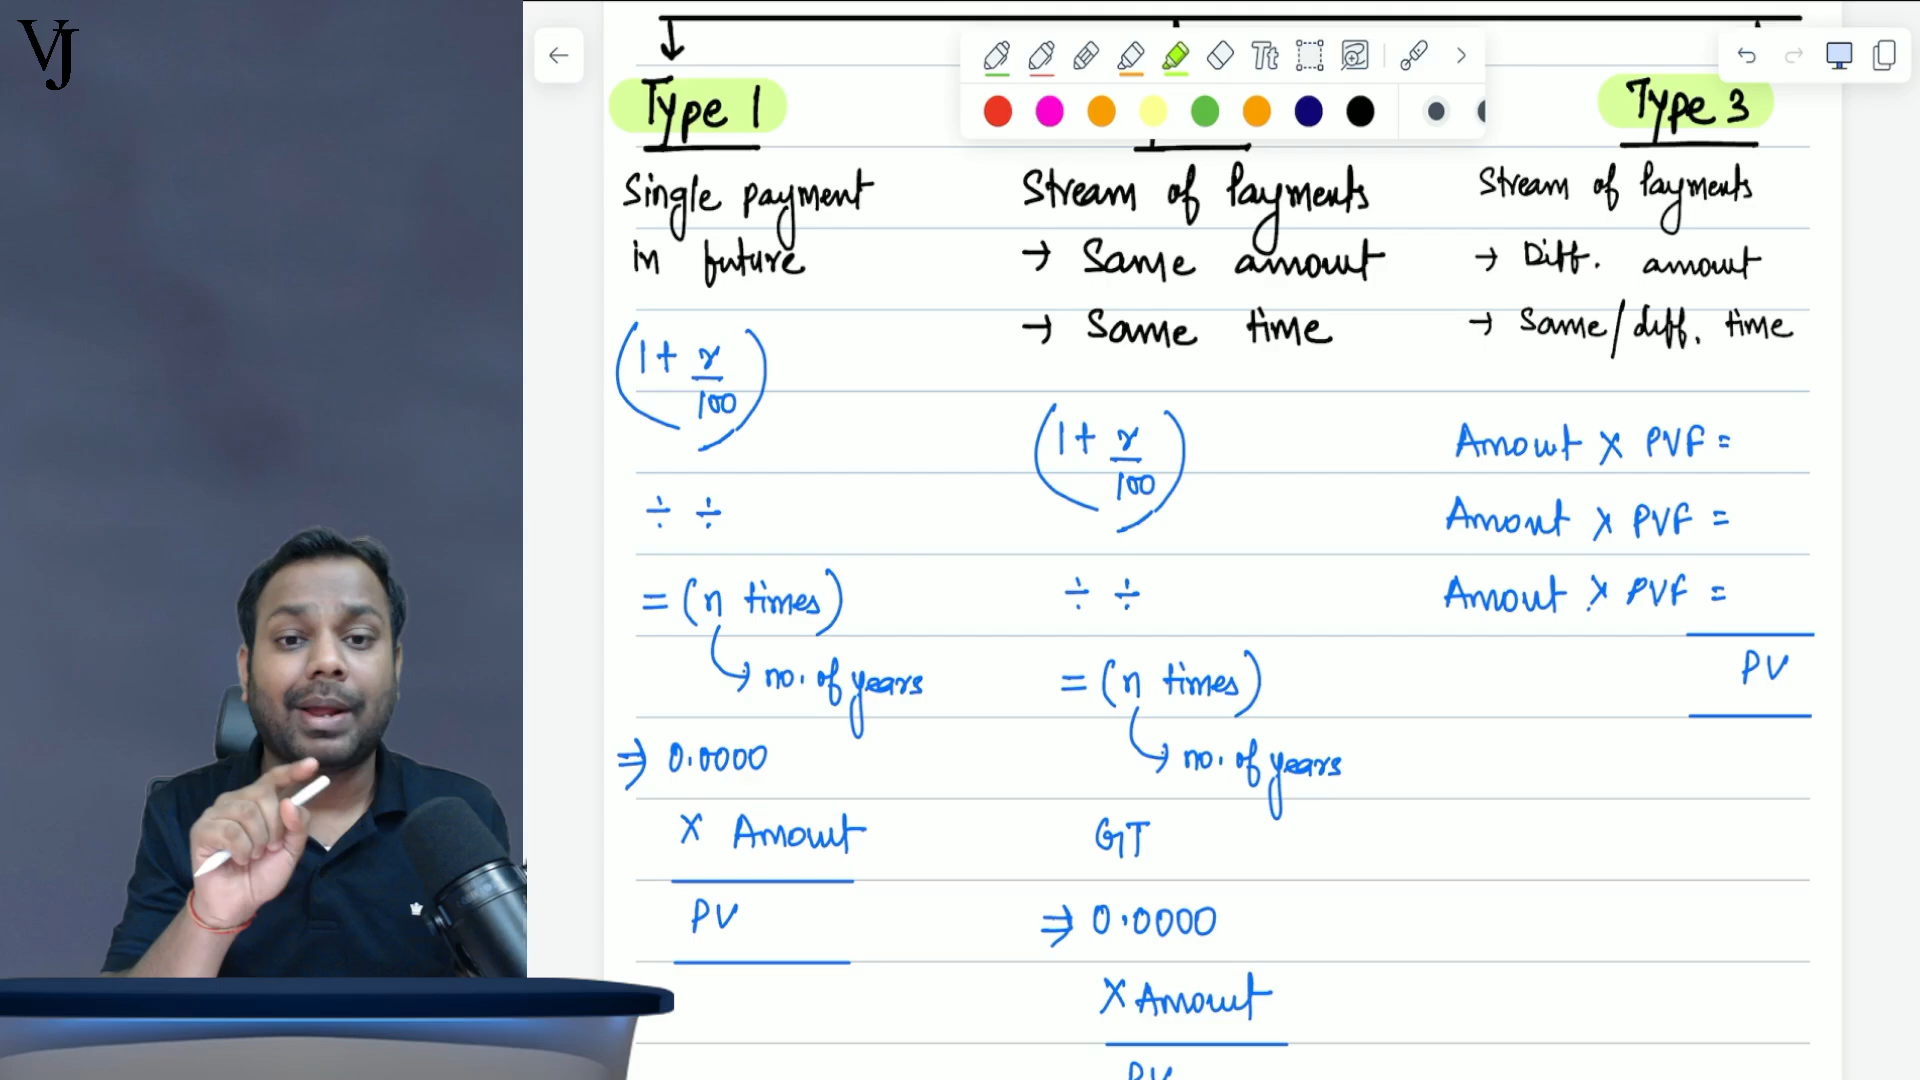 VJ
Type 1
Single payment
in future
(1 + r/100)
÷ ÷
= (n times)
↳ no. of years
⇒ 0.0000
× Amount
PV
Tt
Stream of Payments
→ Same amount
→ Same time
(1 + r/100)
÷ ÷
= (n times)
↳ no. of years
GT
⇒ 0.0000
× Amount
PV
Type 3
Stream of Payments
→ Diff. amount
→ Same/diff. time
Amount × PVF =
Amount × PVF =
Amount × PVF =
PV